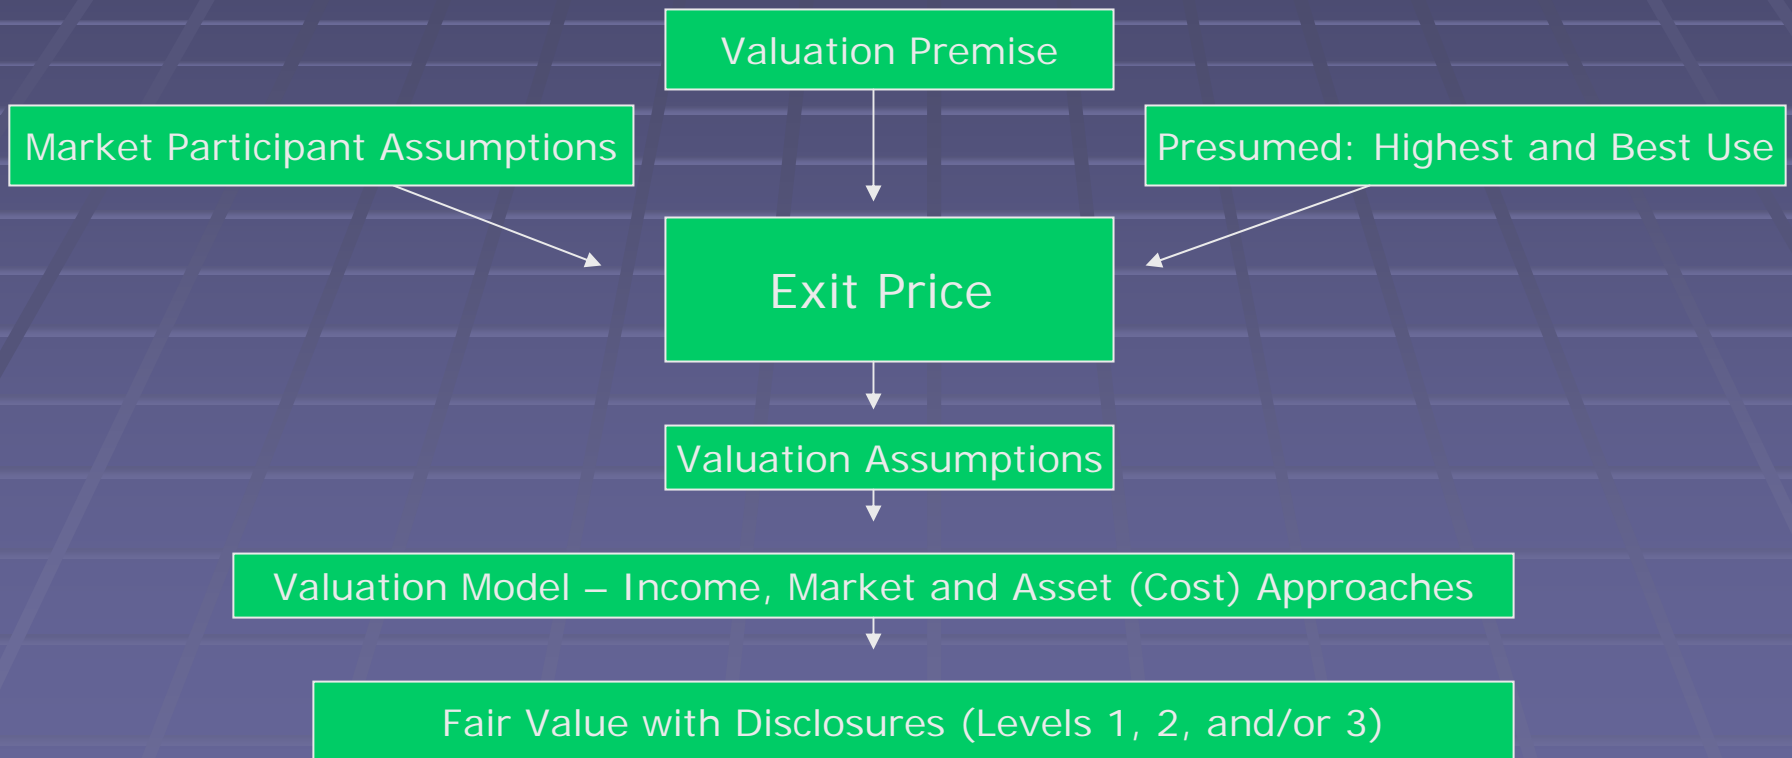 Valuation Premise
Market Participant Assumptions
Presumed: Highest and Best Use
Exit Price
Valuation Assumptions
Valuation Model – Income, Market and Asset (Cost) Approaches
Fair Value with Disclosures (Levels 1, 2, and/or 3)